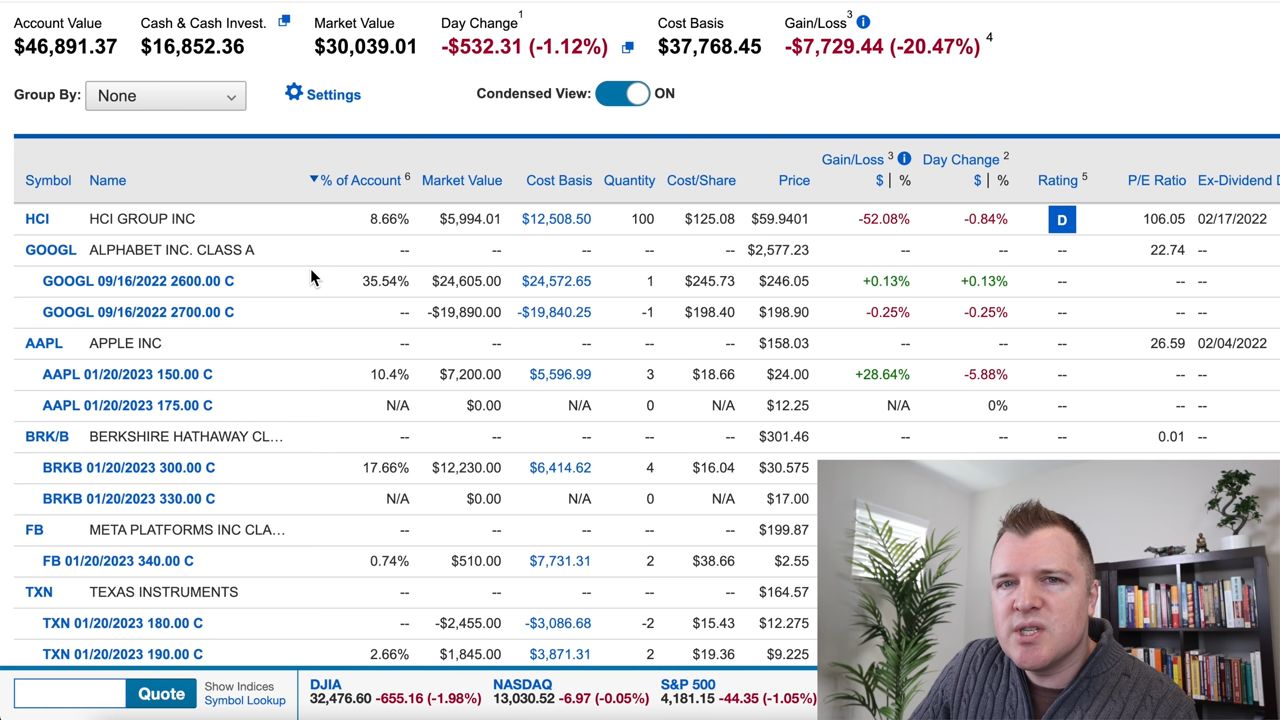 Account Value Cash & Cash Invest. Market Value Day Change 1 Cost Basis Gain/Loss 3
$46,891.37 $16,852.36 $30,039.01 -$532.31 (-1.12%) $37,768.45 -$7,729.44 (-20.47%) 4
Group By: None Settings Condensed View: ON
Gain/Loss 3 Day Change 2
Symbol Name ▼% of Account 6 Market Value Cost Basis Quantity Cost/Share Price $ | % $ | % Rating 5 P/E Ratio Ex-Dividend D
HCI HCI GROUP INC 8.66% $5,994.01 $12,508.50 100 $125.08 $59.9401 -52.08% -0.84% D 106.05 02/17/2022
GOOGL ALPHABET INC. CLASS A -- -- -- -- -- $2,577.23 -- -- -- 22.74 --
GOOGL 09/16/2022 2600.00 C 35.54% $24,605.00 $24,572.65 1 $245.73 $246.05 +0.13% +0.13% -- -- --
GOOGL 09/16/2022 2700.00 C -- -$19,890.00 -$19,840.25 -1 $198.40 $198.90 -0.25% -0.25% -- -- --
AAPL APPLE INC -- -- -- -- -- $158.03 -- -- -- 26.59 02/04/2022
AAPL 01/20/2023 150.00 C 10.4% $7,200.00 $5,596.99 3 $18.66 $24.00 +28.64% -5.88% -- -- --
AAPL 01/20/2023 175.00 C N/A $0.00 N/A 0 N/A $12.25 N/A 0% -- -- --
BRK/B BERKSHIRE HATHAWAY CL... -- -- -- -- -- $301.46 -- -- -- 0.01 --
BRKB 01/20/2023 300.00 C 17.66% $12,230.00 $6,414.62 4 $16.04 $30.575
BRKB 01/20/2023 330.00 C N/A $0.00 N/A 0 N/A $17.00
FB META PLATFORMS INC CLA... -- -- -- -- -- $199.87
FB 01/20/2023 340.00 C 0.74% $510.00 $7,731.31 2 $38.66 $2.55
TXN TEXAS INSTRUMENTS -- -- -- -- -- $164.57
TXN 01/20/2023 180.00 C -- -$2,455.00 -$3,086.68 -2 $15.43 $12.275
TXN 01/20/2023 190.00 C 2.66% $1,845.00 $3,871.31 2 $19.36 $9.225
Quote Show Indices DJIA NASDAQ S&P 500
Symbol Lookup 32,476.60 -655.16 (-1.98%) 13,030.52 -6.97 (-0.05%) 4,181.15 -44.35 (-1.05%)